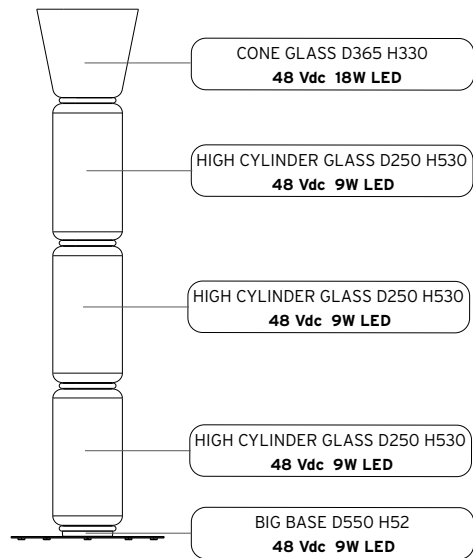 CONE GLASS D365 H330
48 Vdc 18W LED
HIGH CYLINDER GLASS D250 H530
48 Vdc 9W LED
HIGH CYLINDER GLASS D250 H530
48 Vdc 9W LED
HIGH CYLINDER GLASS D250 H530
48 Vdc 9W LED
BIG BASE D550 H52
48 Vdc 9W LED